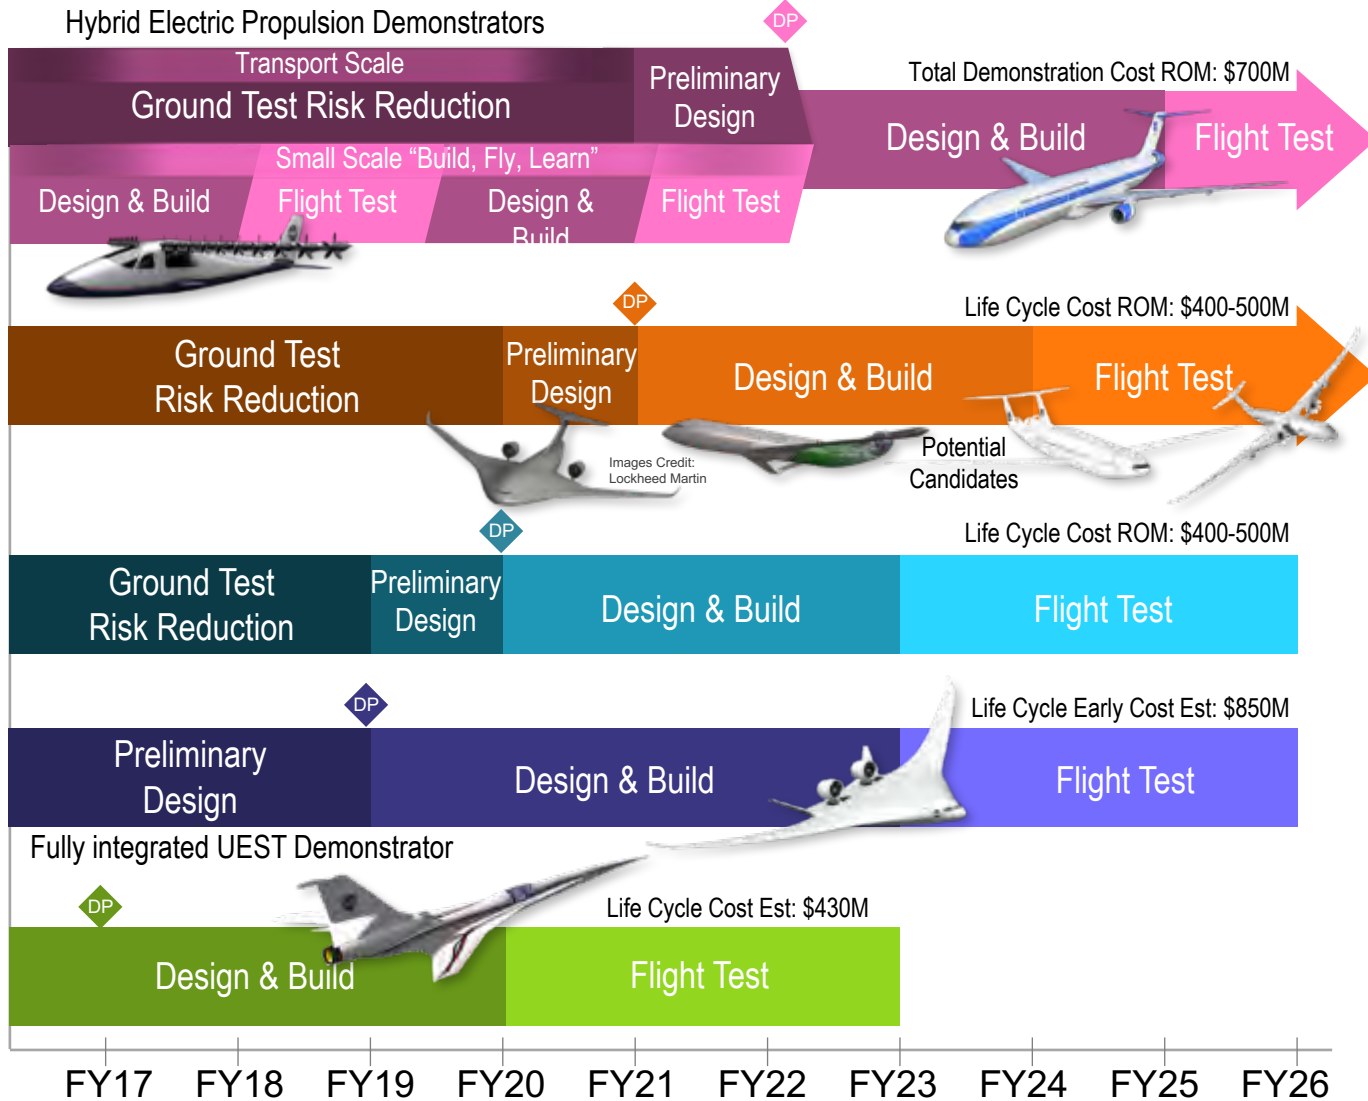 Hybrid Electric Propulsion Demonstrators
DP
Transport Scale
Ground Test Risk Reduction
Preliminary
Design
Total Demonstration Cost ROM: $700M
Design & Build
Flight Test
Small Scale “Build, Fly, Learn”
Design & Build
Flight Test
Design &
Build
Flight Test
DP
Life Cycle Cost ROM: $400-500M
Ground Test
Risk Reduction
Preliminary
Design
Design & Build
Flight Test
Images Credit:
Lockheed Martin
Potential
Candidates
DP
Life Cycle Cost ROM: $400-500M
Ground Test
Risk Reduction
Preliminary
Design
Design & Build
Flight Test
DP
Life Cycle Early Cost Est: $850M
Preliminary
Design
Design & Build
Flight Test
Fully integrated UEST Demonstrator
DP
Life Cycle Cost Est: $430M
Design & Build
Flight Test
FY17 FY18 FY19 FY20 FY21 FY22 FY23 FY24 FY25 FY26